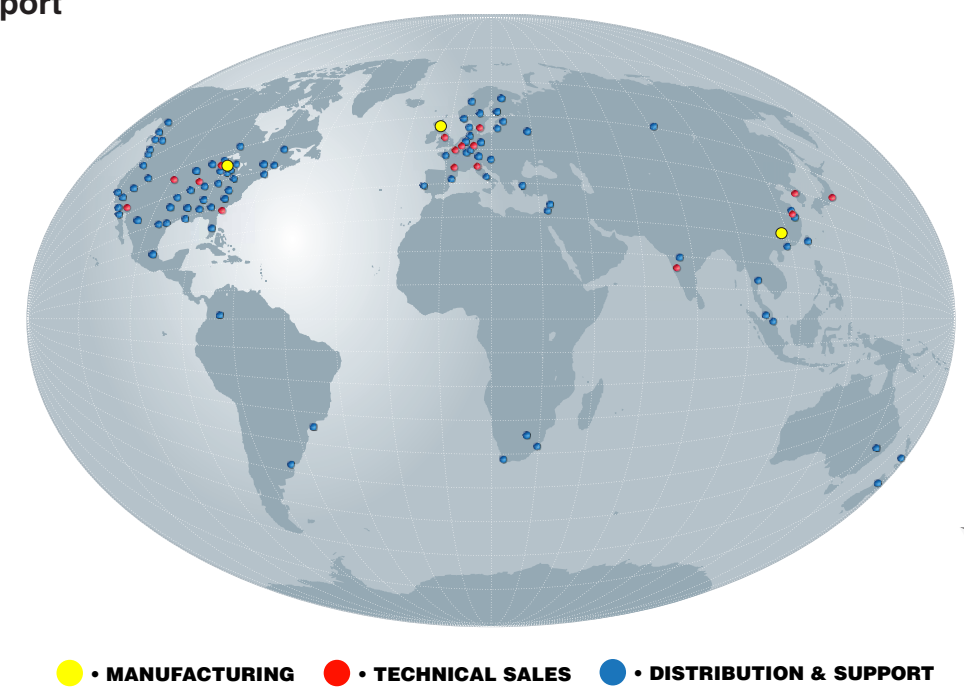 port
• MANUFACTURING • TECHNICAL SALES • DISTRIBUTION & SUPPORT